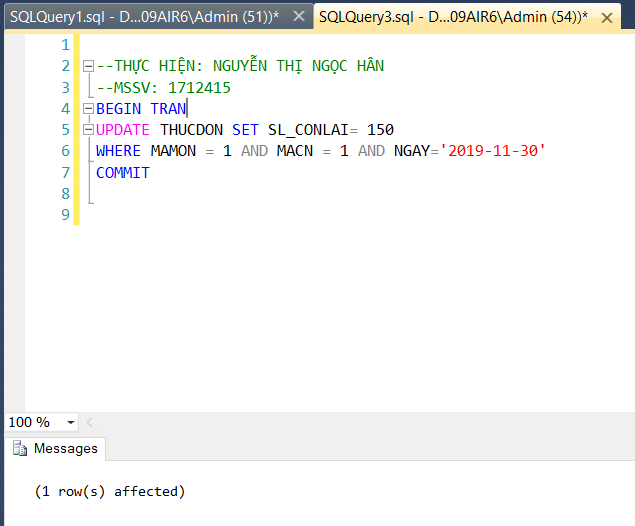 SQLQuery1.sql - D...09AIR6\Admin (51))* SQLQuery3.sql - D...09AIR6\Admin (54))*
1
2 --THỰC HIỆN: NGUYỄN THỊ NGỌC HÂN
3 --MSSV: 1712415
4 BEGIN TRAN
5 UPDATE THUCDON SET SL_CONLAI= 150
6 WHERE MAMON = 1 AND MACN = 1 AND NGAY='2019-11-30'
7 COMMIT
8
9
100 %
Messages
(1 row(s) affected)